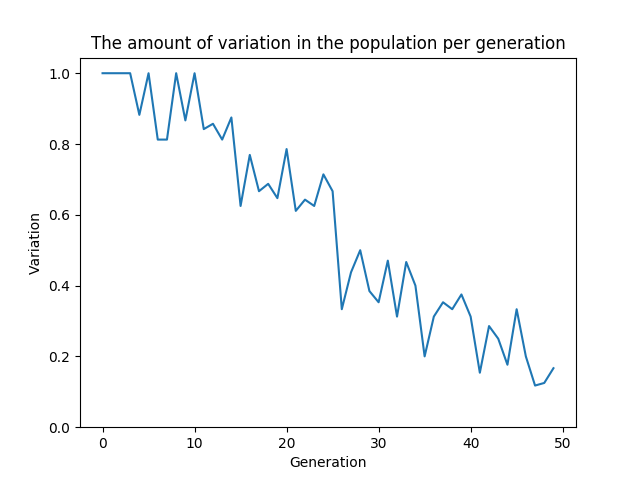 The amount of variation in the population per generation
1.0
0.8
0.6
0.4
0.2
0.0
Variation
0 10 20 30 40 50
Generation